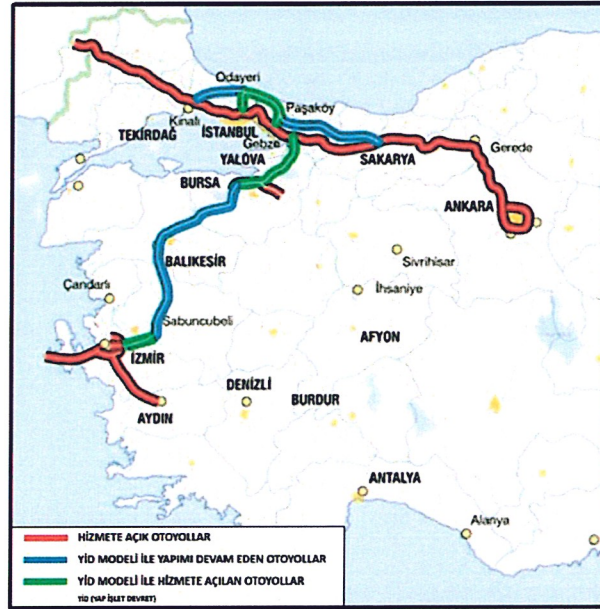 Odayeri
Kınalı
Paşaköy
TEKİRDAĞ
İSTANBUL
Gebze
YALOVA
SAKARYA
Gerede
BURSA
ANKARA
BALIKESİR
Sivrihisar
Çandarlı
İhsaniye
Sabuncubeli
AFYON
İZMİR
DENİZLİ
BURDUR
AYDIN
ANTALYA
Alanya
HİZMETE AÇIK OTOYOLLAR
YİD MODELİ İLE YAPIMI DEVAM EDEN OTOYOLLAR
YİD MODELİ İLE HİZMETE AÇILAN OTOYOLLAR
YİD (YAP İŞLET DEVRET)